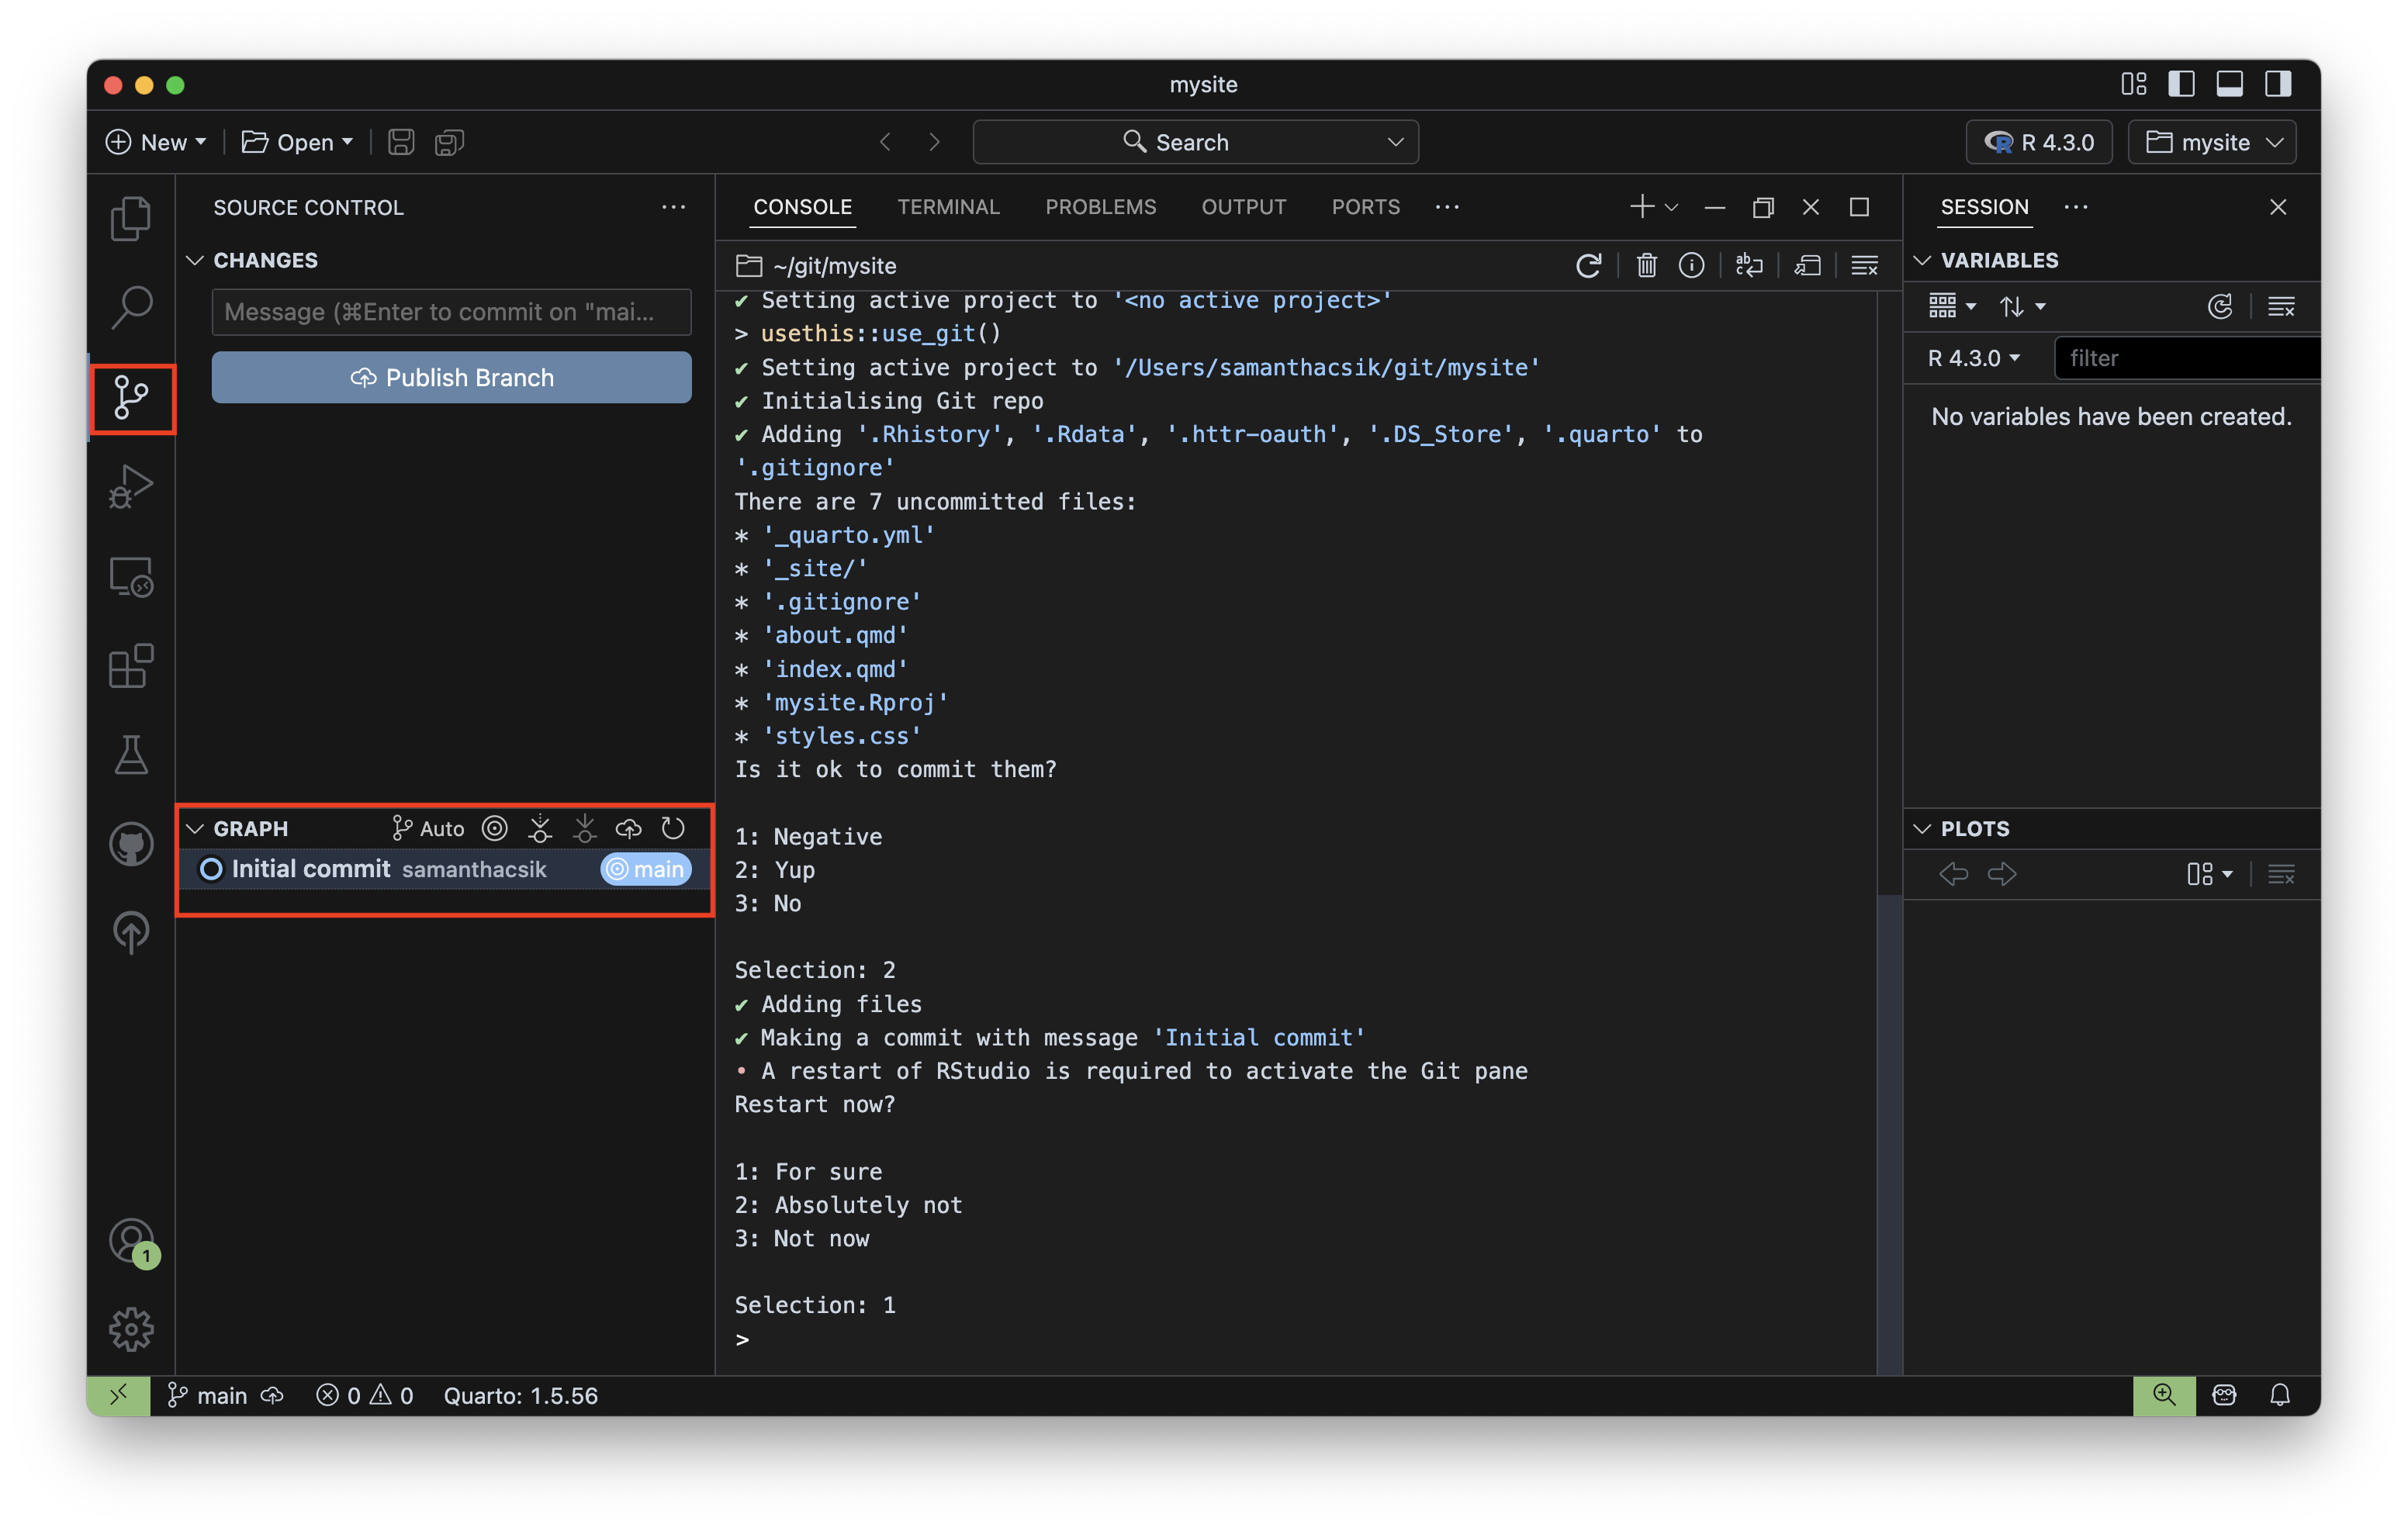 mysite
New
Open
Search
R 4.3.0
mysite
SOURCE CONTROL
CHANGES
Message (⌘Enter to commit on "mai...
Publish Branch
GRAPH
Auto
Initial commit samanthacsik
main
CONSOLE TERMINAL PROBLEMS OUTPUT PORTS
~/git/mysite
✔ Setting active project to '<no active project>'
> usethis::use_git()
✔ Setting active project to '/Users/samanthacsik/git/mysite'
✔ Initialising Git repo
✔ Adding '.Rhistory', '.Rdata', '.httr-oauth', '.DS_Store', '.quarto' to
'.gitignore'
There are 7 uncommitted files:
* '_quarto.yml'
* '_site/'
* '.gitignore'
* 'about.qmd'
* 'index.qmd'
* 'mysite.Rproj'
* 'styles.css'
Is it ok to commit them?
1: Negative
2: Yup
3: No
Selection: 2
✔ Adding files
✔ Making a commit with message 'Initial commit'
• A restart of RStudio is required to activate the Git pane
Restart now?
1: For sure
2: Absolutely not
3: Not now
Selection: 1
>
SESSION
VARIABLES
R 4.3.0
filter
No variables have been created.
PLOTS
1
main
0
0
Quarto: 1.5.56